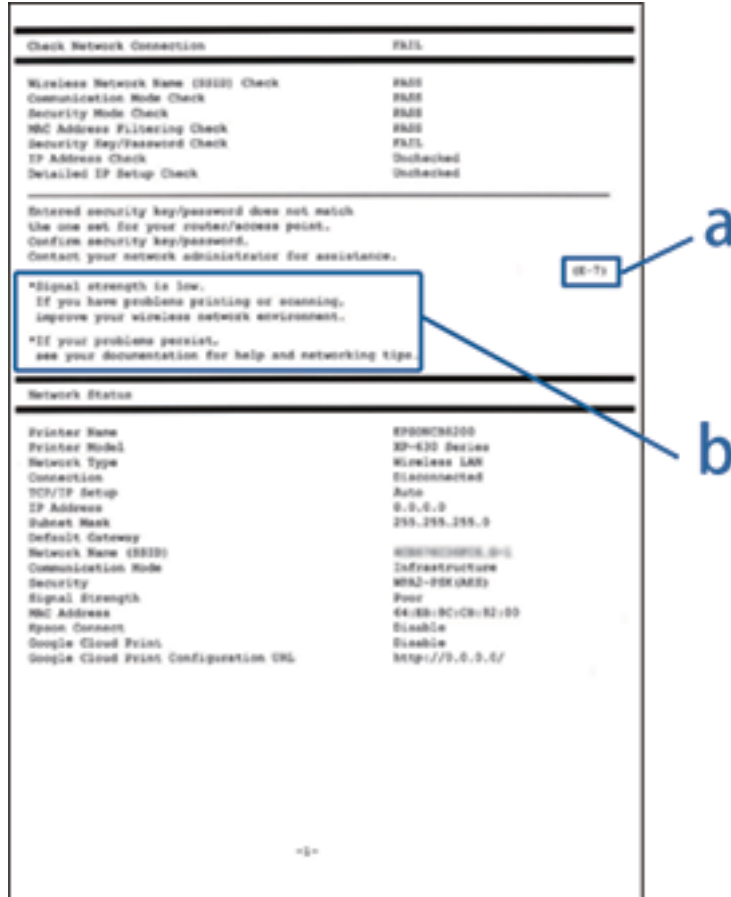 Check Network Connection FAIL
Wireless Network Name (SSID) Check PASS
Communication Mode Check PASS
Security Mode Check PASS
MAC Address Filtering Check PASS
Security Key/Password Check FAIL
IP Address Check Unchecked
Detailed IP Setup Check Unchecked
Entered security key/password does not match
the one set for your router/access point.
Confirm security key/password.
Contact your network administrator for assistance.
(E-7)
a
*Signal strength is low.
If you have problems printing or scanning,
improve your wireless network environment.
*If your problems persist,
see your documentation for help and networking tips.
b
Network Status
Printer Name
Printer Model XP-630 Series
Network Type Wireless LAN
Connection Disconnected
TCP/IP Setup Auto
IP Address 0.0.0.0
Subnet Mask 255.255.255.0
Default Gateway
Network Name (SSID)
Communication Mode Infrastructure
Security WPA2-PSK(AES)
Signal Strength Poor
MAC Address
Epson Connect Disable
Google Cloud Print Disable
Google Cloud Print Configuration URL http://0.0.0.0/
-1-